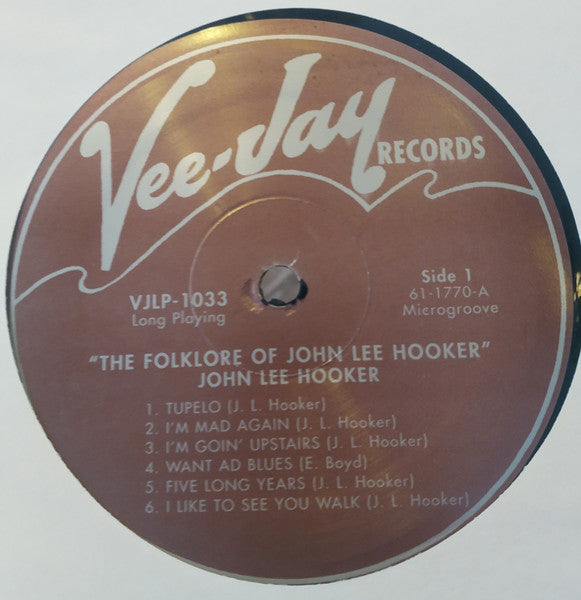 Vee-Jay
RECORDS
VJLP-1033
Long Playing
Side 1
61-1770-A
Microgroove
"THE FOLKLORE OF JOHN LEE HOOKER"
JOHN LEE HOOKER
1. TUPELO (J. L. Hooker)
2. I'M MAD AGAIN (J. L. Hooker)
3. I'M GOIN' UPSTAIRS (J. L. Hooker)
4. WANT AD BLUES (E. Boyd)
5. FIVE LONG YEARS (J. L. Hooker)
6. I LIKE TO SEE YOU WALK (J. L. Hooker)